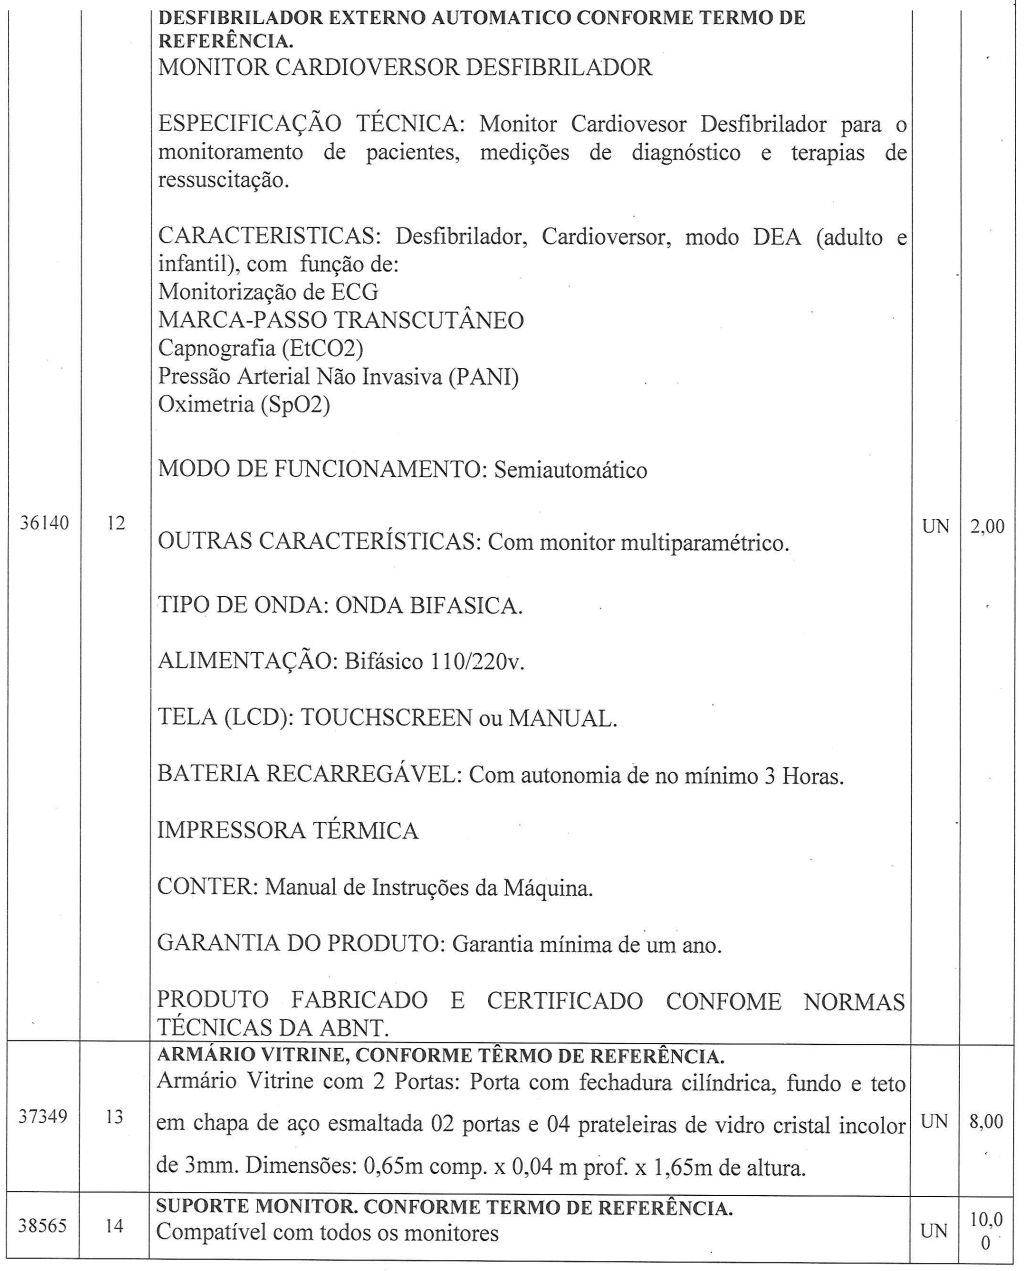 DESFIBRILADOR EXTERNO AUTOMATICO CONFORME TERMO DE
REFERÊNCIA.
MONITOR CARDIOVERSOR DESFIBRILADOR
ESPECIFICAÇÃO TÉCNICA: Monitor Cardiovesor Desfibrilador para o
monitoramento de pacientes, medições de diagnóstico e terapias de
ressuscitação.
CARACTERISTICAS: Desfibrilador, Cardioversor, modo DEA (adulto e
infantil), com função de:
Monitorização de ECG
MARCA-PASSO TRANSCUTÂNEO
Capnografia (EtCO2)
Pressão Arterial Não Invasiva (PANI)
Oximetria (SpO2)
MODO DE FUNCIONAMENTO: Semiautomático
36140 12 UN 2,00
OUTRAS CARACTERÍSTICAS: Com monitor multiparamétrico.
TIPO DE ONDA: ONDA BIFASICA.
ALIMENTAÇÃO: Bifásico 110/220v.
TELA (LCD): TOUCHSCREEN ou MANUAL.
BATERIA RECARREGÁVEL: Com autonomia de no mínimo 3 Horas.
IMPRESSORA TÉRMICA
CONTER: Manual de Instruções da Máquina.
GARANTIA DO PRODUTO: Garantia mínima de um ano.
PRODUTO FABRICADO E CERTIFICADO CONFOME NORMAS
TÉCNICAS DA ABNT.
ARMÁRIO VITRINE, CONFORME TÊRMO DE REFERÊNCIA.
Armário Vitrine com 2 Portas: Porta com fechadura cilíndrica, fundo e teto
37349 13 em chapa de aço esmaltada 02 portas e 04 prateleiras de vidro cristal incolor UN 8,00
de 3mm. Dimensões: 0,65m comp. x 0,04 m prof. x 1,65m de altura.
SUPORTE MONITOR. CONFORME TERMO DE REFERÊNCIA.
38565 14 Compatível com todos os monitores UN 10,0
0